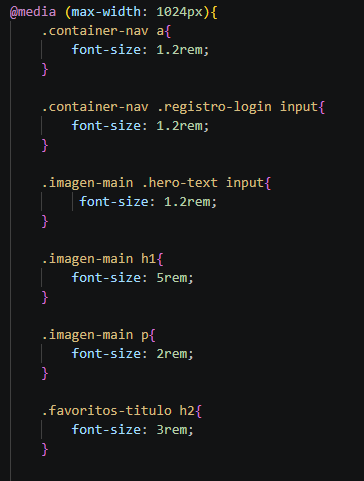 @media (max-width: 1024px){
.container-nav a{
font-size: 1.2rem;
}
.container-nav .registro-login input{
font-size: 1.2rem;
}
.imagen-main .hero-text input{
font-size: 1.2rem;
}
.imagen-main h1{
font-size: 5rem;
}
.imagen-main p{
font-size: 2rem;
}
.favoritos-titulo h2{
font-size: 3rem;
}